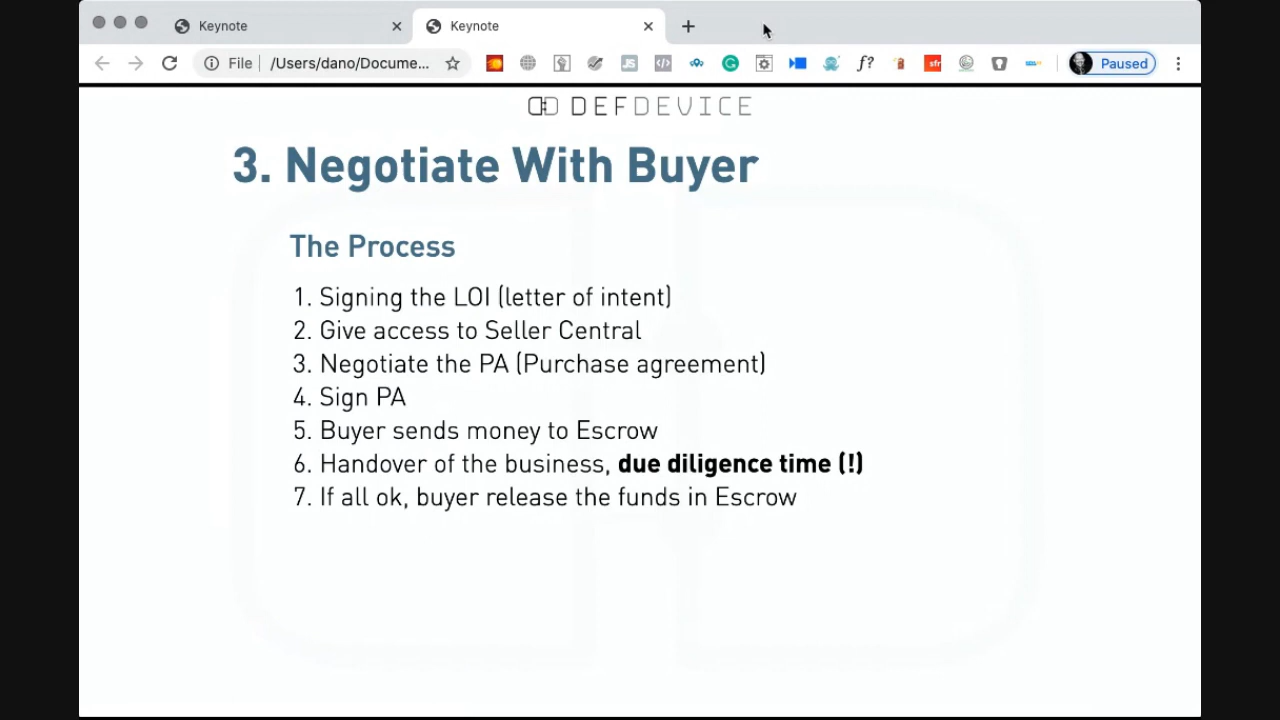 Keynote
Keynote
File
/Users/dano/Docume...
JS
</>
f?
sfr
Paused
DEFDEVICE
3. Negotiate With Buyer
The Process
1. Signing the LOI (letter of intent)
2. Give access to Seller Central
3. Negotiate the PA (Purchase agreement)
4. Sign PA
5. Buyer sends money to Escrow
6. Handover of the business, due diligence time (!)
7. If all ok, buyer release the funds in Escrow